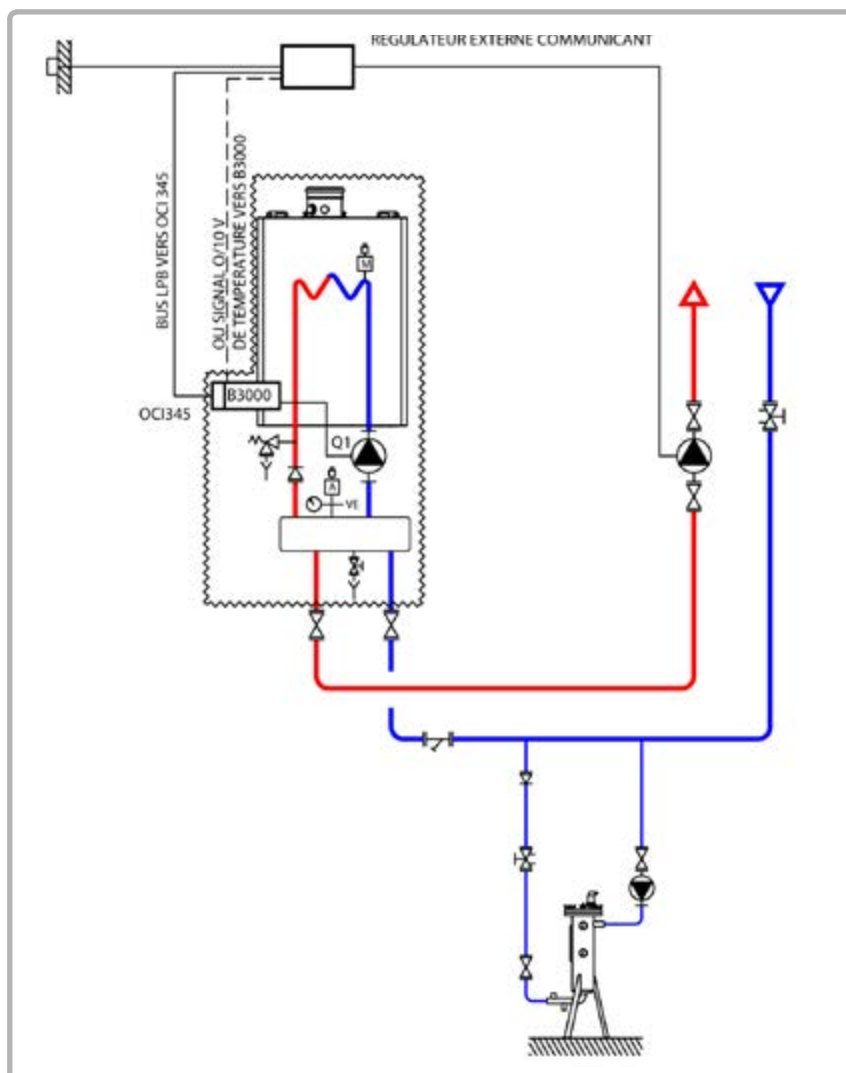 REGULATEUR EXTERNE COMMUNICANT
BUS LPB VERS OCI 345
OU SIGNAL O/10 V
DE TEMPERATURE VERS B3000
M
B3000
OCI345
Q1
A
VE